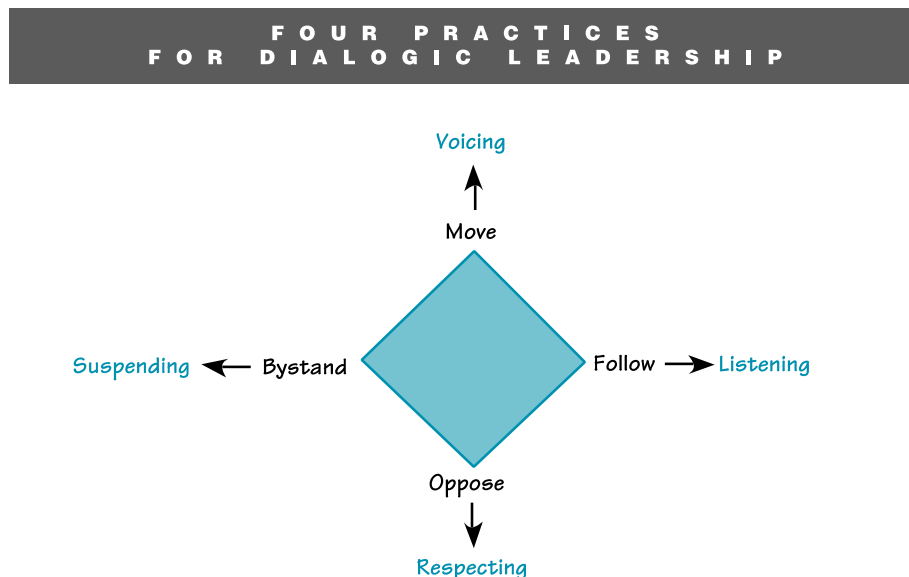 FOUR PRACTICES
FOR DIALOGIC LEADERSHIP
Voicing
Move
Suspending Bystand Follow Listening
Oppose
Respecting